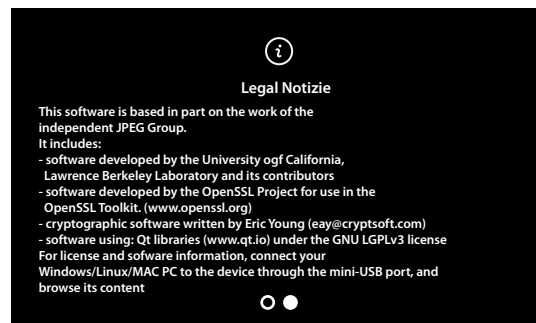 i
Legal Notizie
This software is based in part on the work of the
independent JPEG Group.
It includes:
- software developed by the University ogf California,
Lawrence Berkeley Laboratory and its contributors
- software developed by the OpenSSL Project for use in the
OpenSSL Toolkit. (www.openssl.org)
- cryptographic software written by Eric Young (eay@cryptsoft.com)
- software using: Qt libraries (www.qt.io) under the GNU LGPLv3 license
For license and sofware information, connect your
Windows/Linux/MAC PC to the device through the mini-USB port, and
browse its content